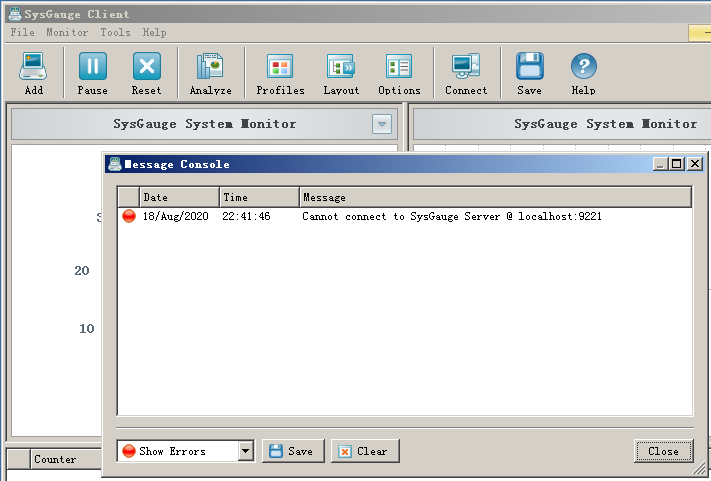 SysGauge Client
File Monitor Tools Help
Add Pause Reset Analyze Profiles Layout Options Connect Save Help
SysGauge System Monitor
SysGauge System Monitor
Message Console
Date Time Message
18/Aug/2020 22:41:46 Cannot connect to SysGauge Server @ localhost:9221
20
10
Show Errors Save Clear Close
Counter